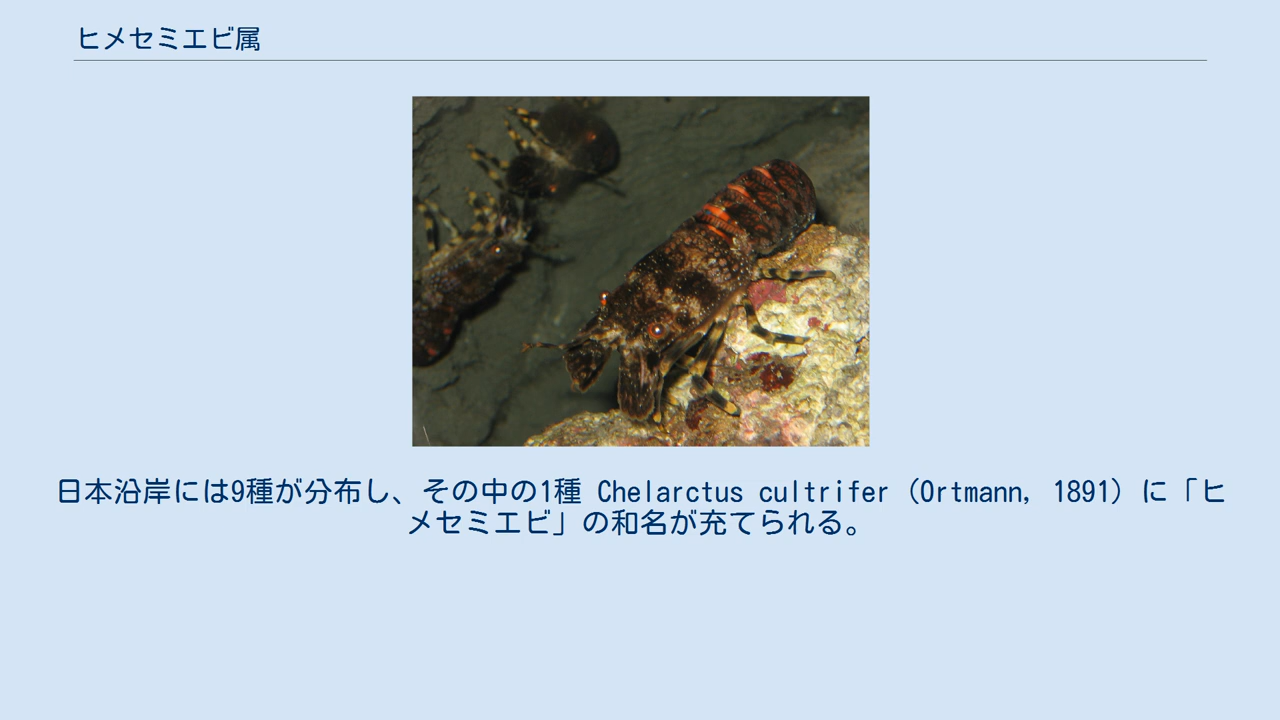 ヒメセミエビ属
日本沿岸には9種が分布し、その中の1種 Chelarctus cultrifer (Ortmann, 1891) に「ヒ
メセミエビ」の和名が充てられる。